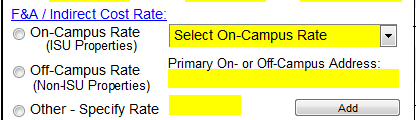 F&A / Indirect Cost Rate:
On-Campus Rate Select On-Campus Rate
(ISU Properties)
Primary On- or Off-Campus Address:
Off-Campus Rate
(Non-ISU Properties)
Other - Specify Rate Add